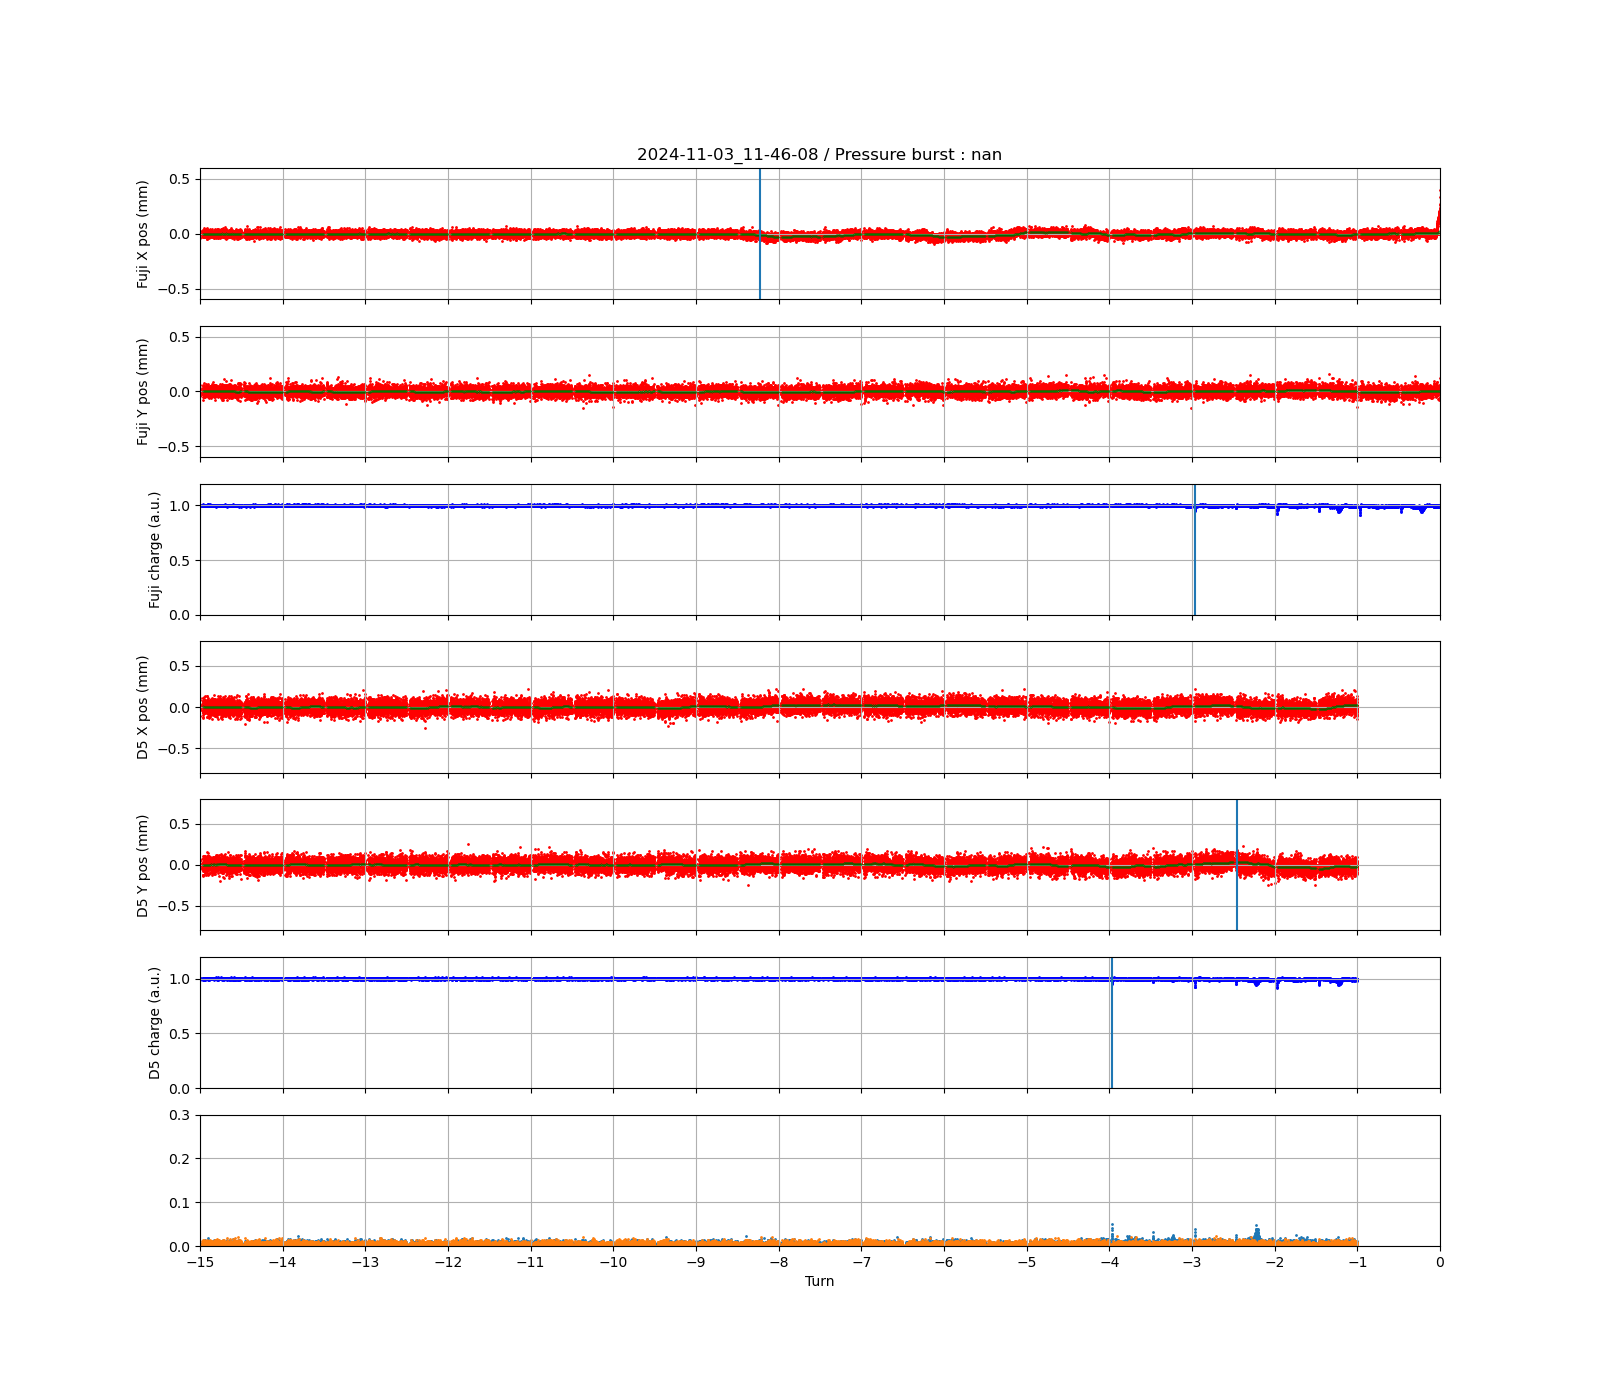 2024-11-03_11-46-08 / Pressure burst : nan
Fuji X pos (mm)
0.5
0.0
−0.5
Fuji Y pos (mm)
0.5
0.0
−0.5
Fuji charge (a.u.)
1.0
0.5
0.0
D5 X pos (mm)
0.5
0.0
−0.5
D5 Y pos (mm)
0.5
0.0
−0.5
D5 charge (a.u.)
1.0
0.5
0.0
0.3
0.2
0.1
0.0
−15 −14 −13 −12 −11 −10 −9 −8 −7 −6 −5 −4 −3 −2 −1 0
Turn